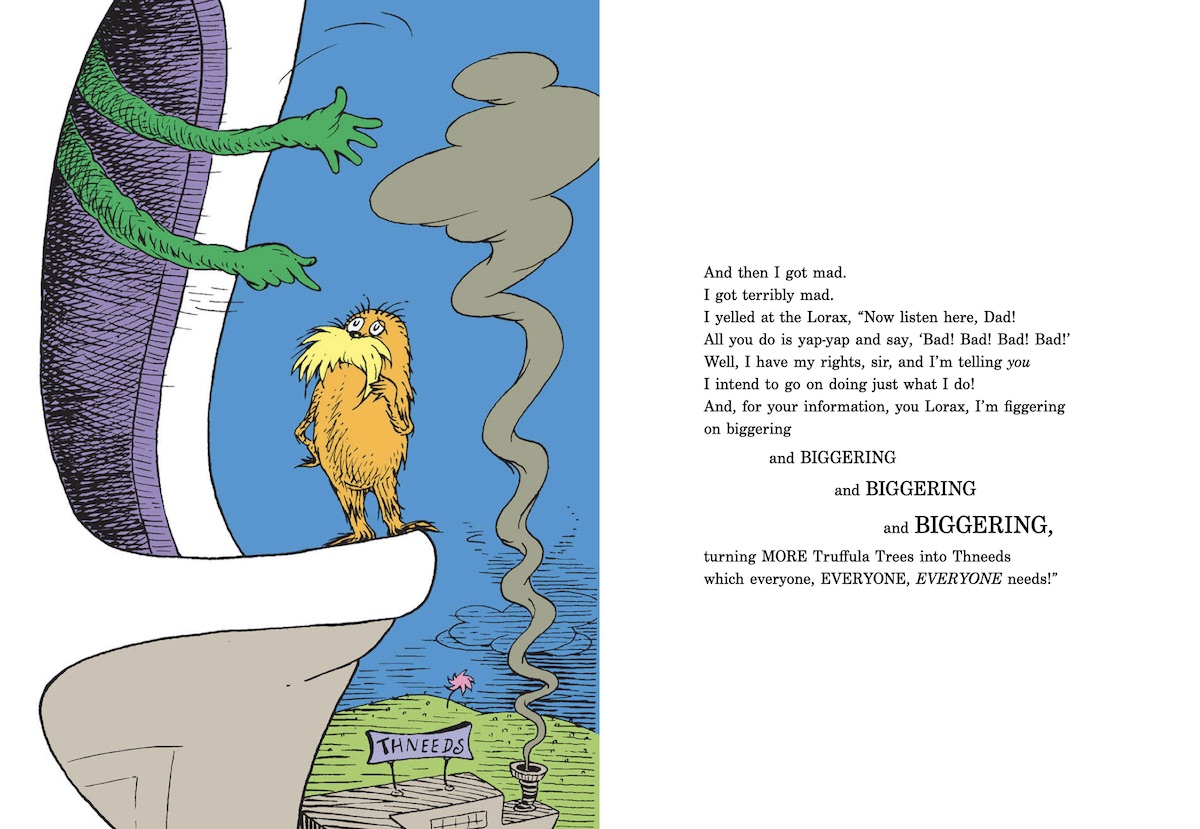 THNEEDS
And then I got mad.
I got terribly mad.
I yelled at the Lorax, “Now listen here, Dad!
All you do is yap-yap and say, ‘Bad! Bad! Bad! Bad!’
Well, I have my rights, sir, and I’m telling you
I intend to go on doing just what I do!
And, for your information, you Lorax, I’m figgering
on biggering
and BIGGERING
and BIGGERING
and BIGGERING,
turning MORE Truffula Trees into Thneeds
which everyone, EVERYONE, EVERYONE needs!”